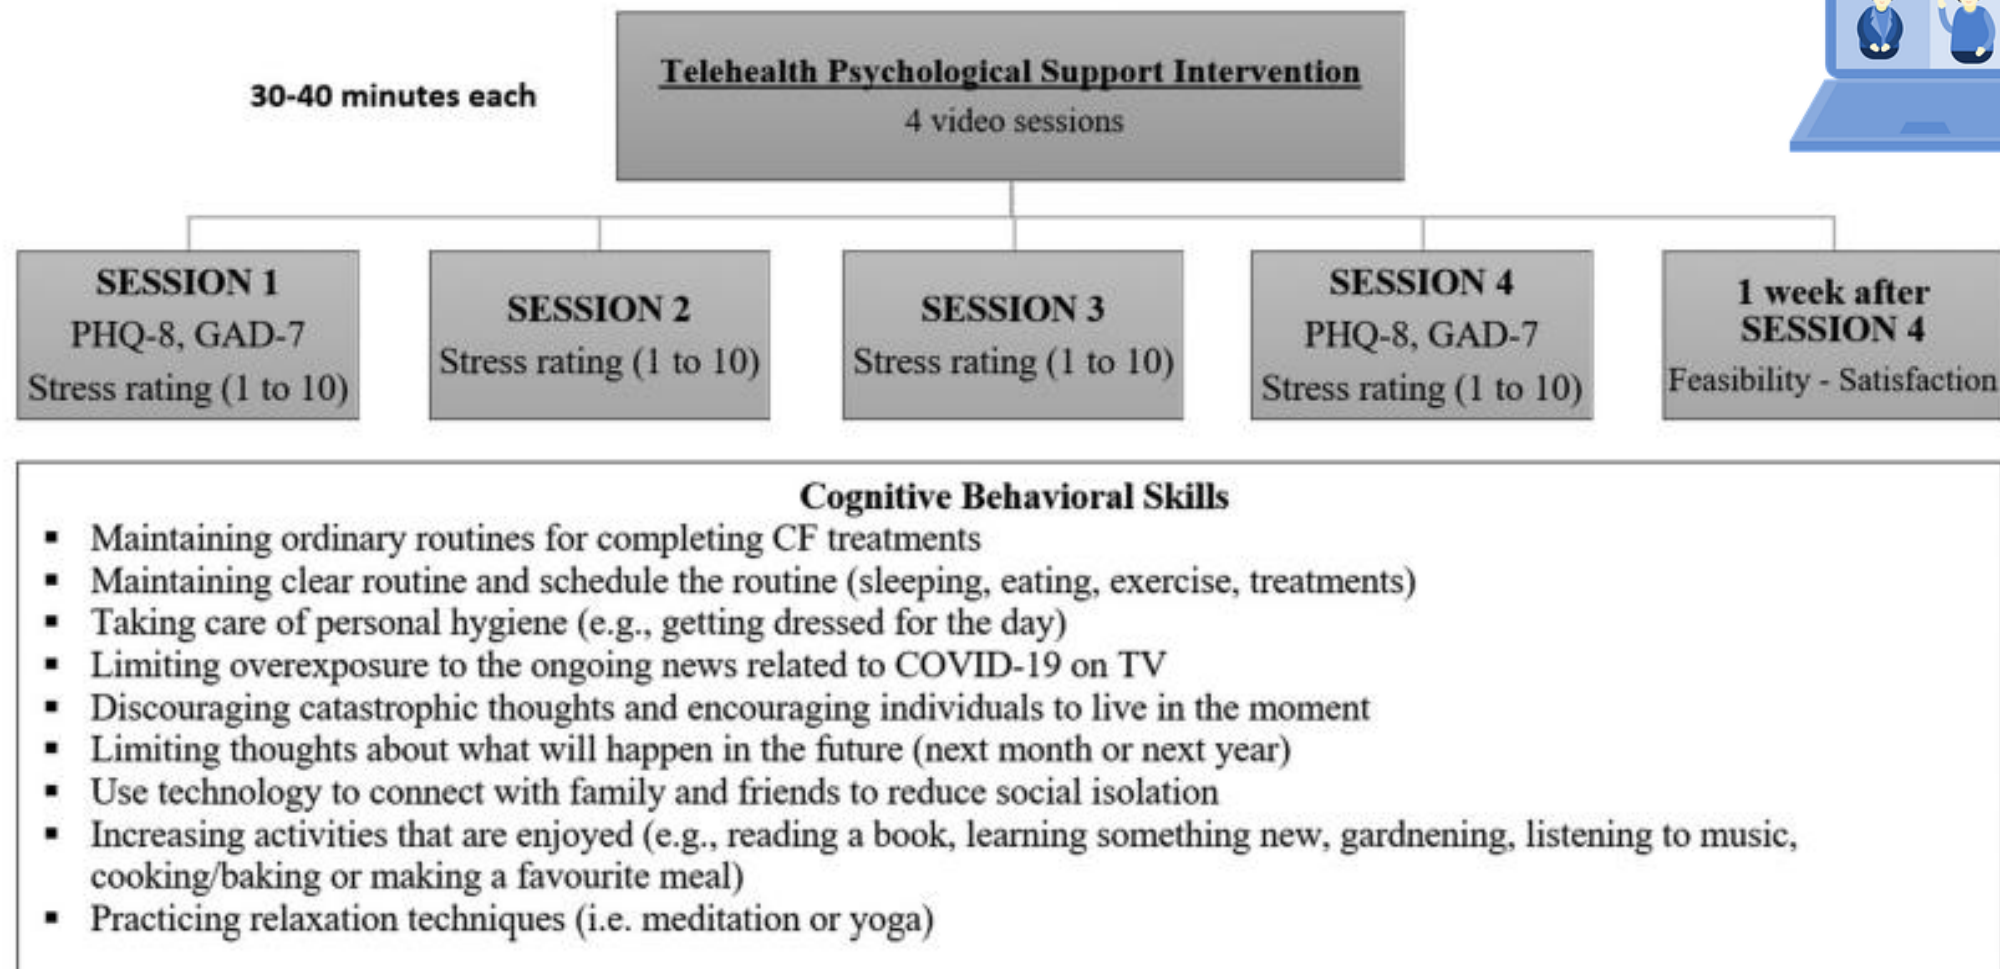 30-40 minutes each
Telehealth Psychological Support Intervention
4 video sessions
SESSION 1
PHQ-8, GAD-7
Stress rating (1 to 10)
SESSION 2
Stress rating (1 to 10)
SESSION 3
Stress rating (1 to 10)
SESSION 4
PHQ-8, GAD-7
Stress rating (1 to 10)
1 week after
SESSION 4
Feasibility - Satisfaction
Cognitive Behavioral Skills
▪ Maintaining ordinary routines for completing CF treatments
▪ Maintaining clear routine and schedule the routine (sleeping, eating, exercise, treatments)
▪ Taking care of personal hygiene (e.g., getting dressed for the day)
▪ Limiting overexposure to the ongoing news related to COVID-19 on TV
▪ Discouraging catastrophic thoughts and encouraging individuals to live in the moment
▪ Limiting thoughts about what will happen in the future (next month or next year)
▪ Use technology to connect with family and friends to reduce social isolation
▪ Increasing activities that are enjoyed (e.g., reading a book, learning something new, gardnening, listening to music,
cooking/baking or making a favourite meal)
▪ Practicing relaxation techniques (i.e. meditation or yoga)